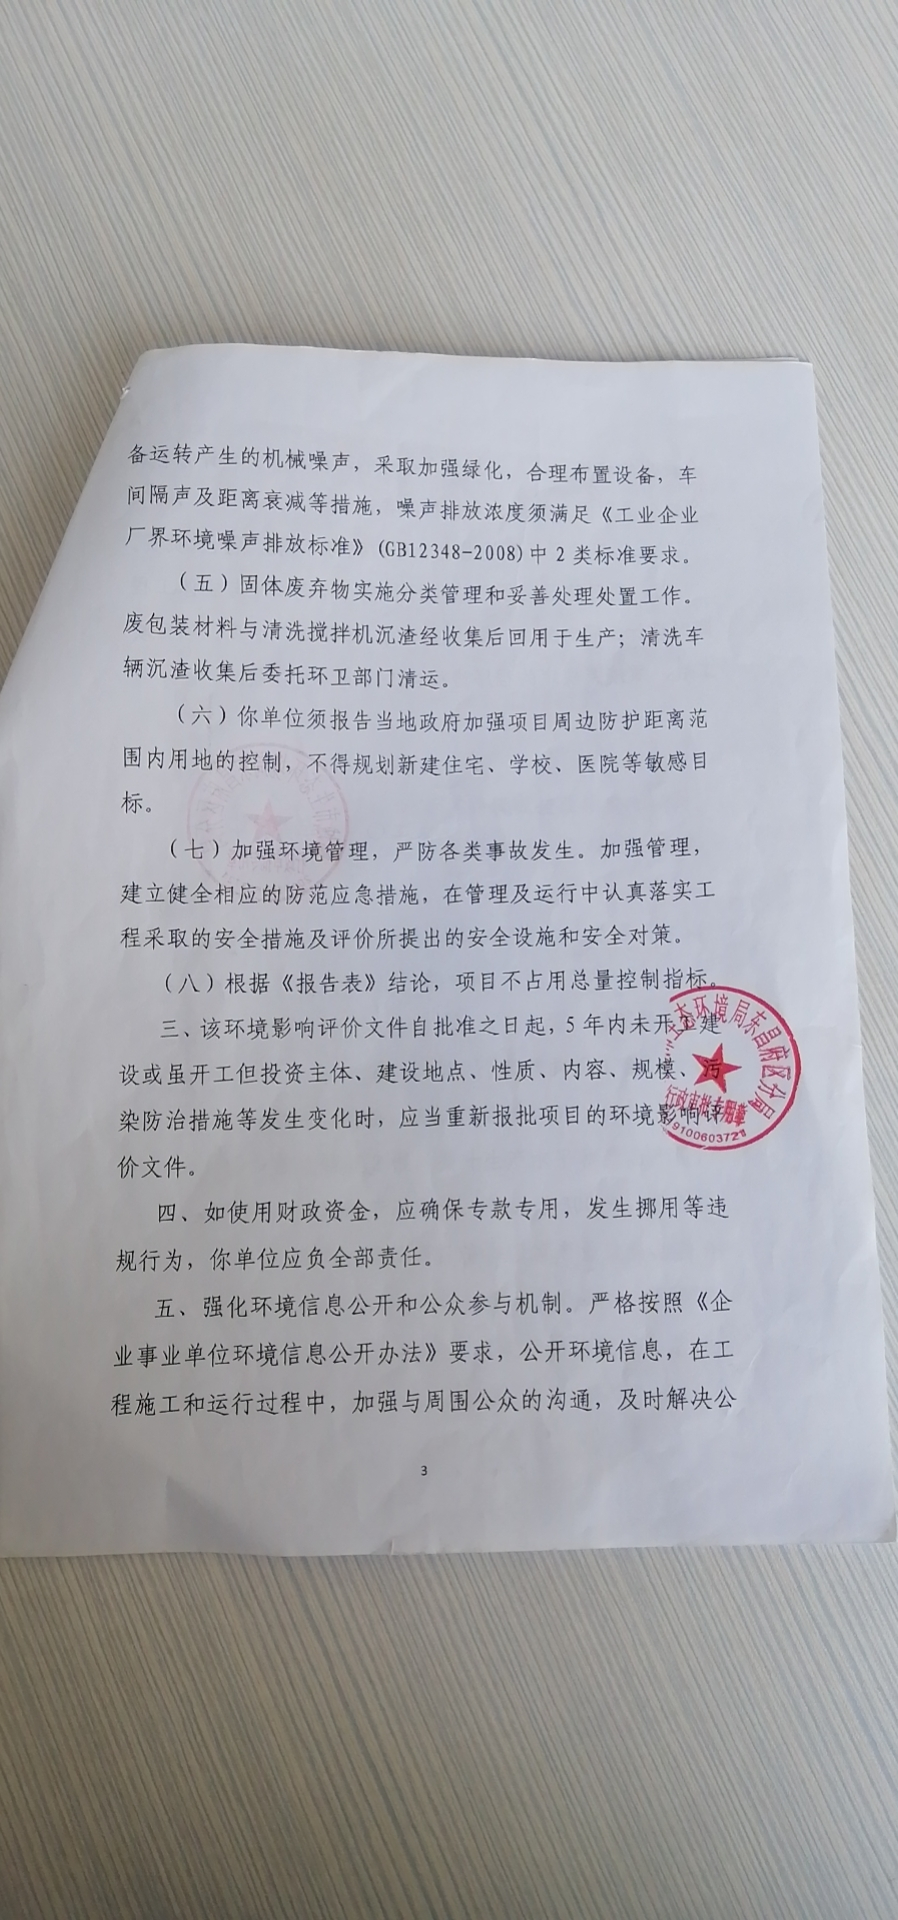 备运转产生的机械噪声，采取加强绿化，合理布置设备，车
间隔声及距离衰减等措施，噪声排放浓度须满足《工业企业
厂界环境噪声排放标准》(GB12348-2008)中2类标准要求。
（五）固体废弃物实施分类管理和妥善处理处置工作。
废包装材料与清洗搅拌机沉渣经收集后回用于生产；清洗车
辆沉渣收集后委托环卫部门清运。
（六）你单位须报告当地政府加强项目周边防护距离范
围内用地的控制，不得规划新建住宅、学校、医院等敏感目
标。
（七）加强环境管理，严防各类事故发生。加强管理，
建立健全相应的防范应急措施，在管理及运行中认真落实工
程采取的安全措施及评价所提出的安全设施和安全对策。
（八）根据《报告表》结论，项目不占用总量控制指标。
三、该环境影响评价文件自批准之日起，5年内未开工建
设或虽开工但投资主体、建设地点、性质、内容、规模、污
染防治措施等发生变化时，应当重新报批项目的环境影响评
价文件。
四、如使用财政资金，应确保专款专用，发生挪用等违
规行为，你单位应负全部责任。
五、强化环境信息公开和公众参与机制。严格按照《企
业事业单位环境信息公开办法》要求，公开环境信息，在工
程施工和运行过程中，加强与周围公众的沟通，及时解决公
3
态环境局东昌府区分局
行政审批专用章
9100603727